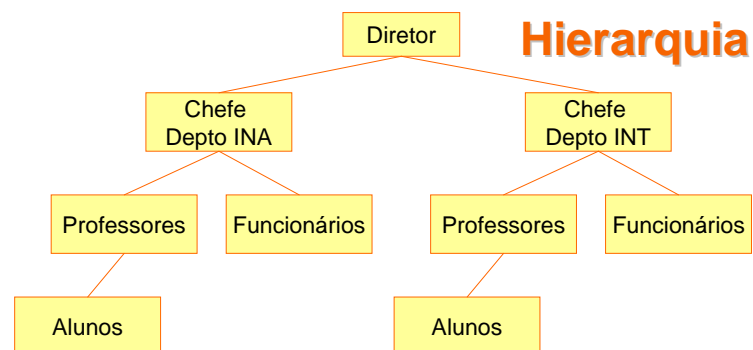 Diretor
Hierarquia
Chefe
Depto INA
Chefe
Depto INT
Professores
Funcionários
Professores
Funcionários
Alunos
Alunos